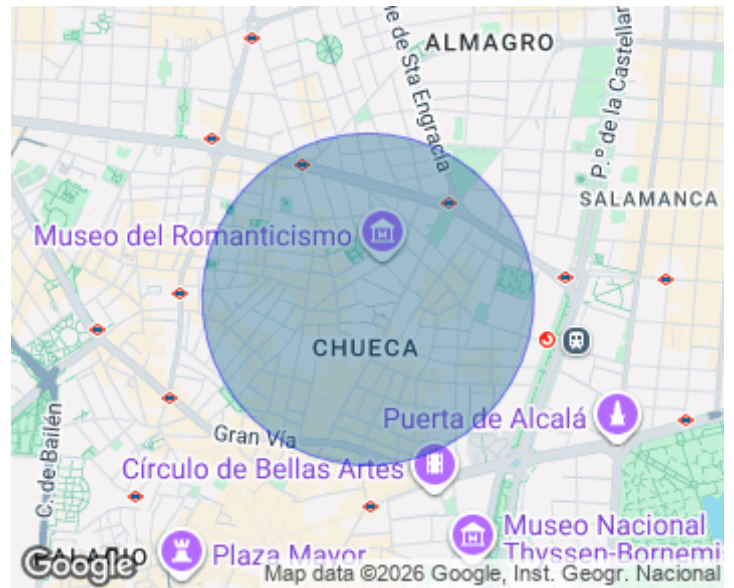 ALMAGRO
de Sta Engracia
P.º de la Castellan
SALAMANCA
Museo del Romanticismo
CHUECA
Puerta de Alcalá
Gran Vía
C. de Bailén
Círculo de Bellas Artes
Museo Nacional
Thyssen-Bornemi
Plaza Mayor
Google
Map data ©2026 Google, Inst. Geogr. Nacional